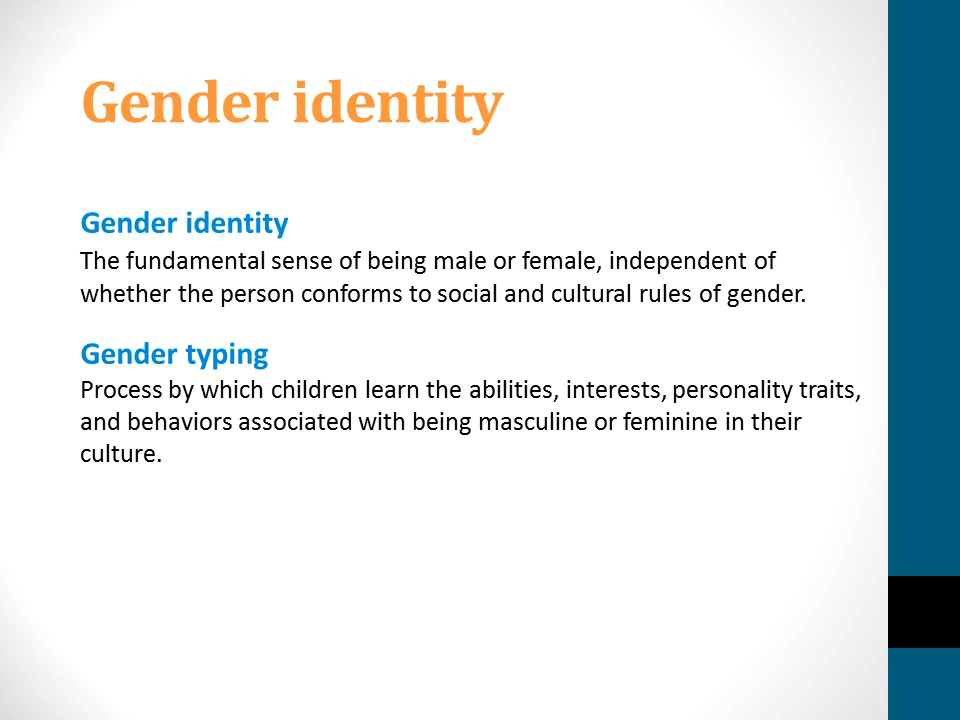 Gender identity
Gender identity
The fundamental sense of being male or female, independent of
whether the person conforms to social and cultural rules of gender.
Gender typing
Process by which children learn the abilities, interests, personality traits,
and behaviors associated with being masculine or feminine in their
culture.